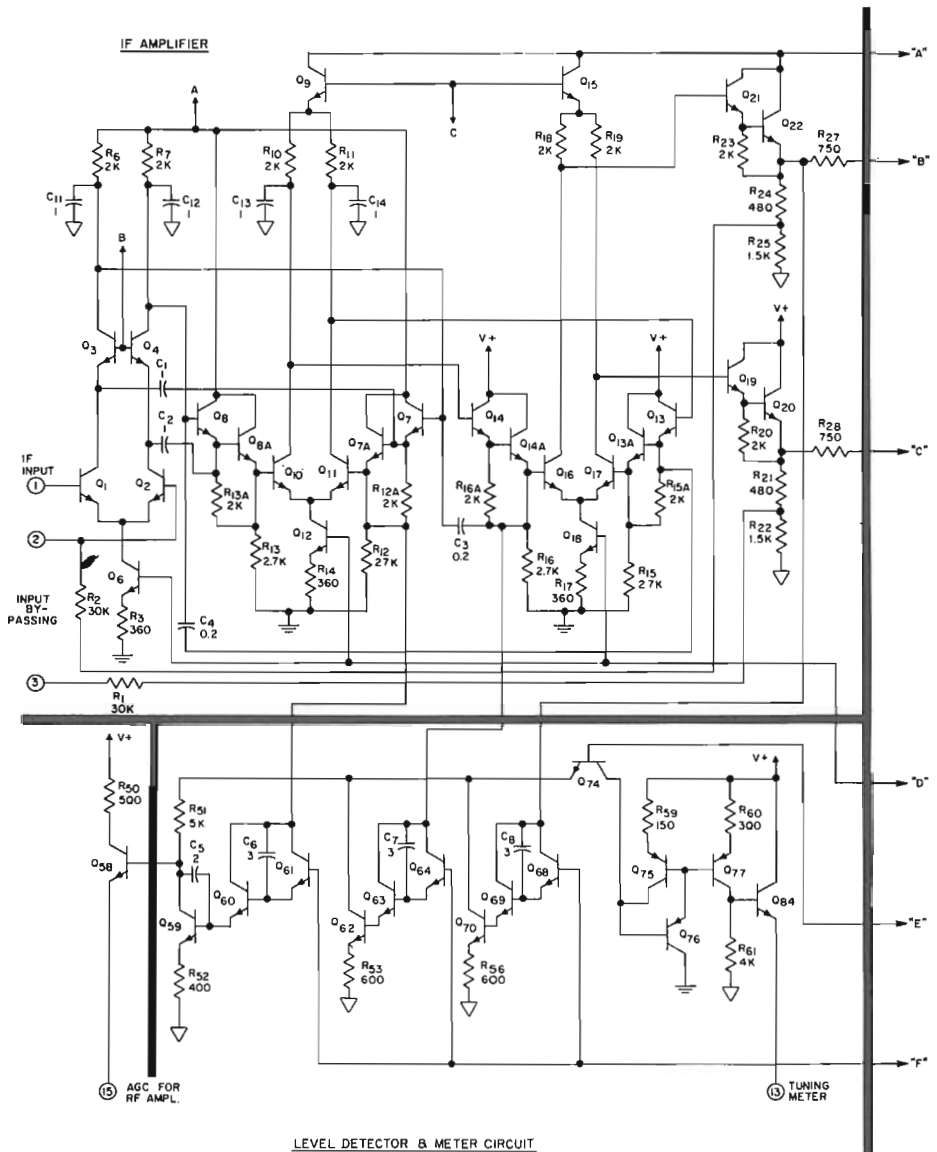 IF AMPLIFIER
"A"
Q9
Q15
Q21
Q22
A
C
R6
2K
R7
2K
R10
2K
R11
2K
R18
2K
R19
2K
R23
2K
R27
750
"B"
C11
1
C12
1
C13
1
C14
1
R24
480
B
R25
1.5K
V+
Q3
Q4
V+
V+
C1
1
Q19
Q20
Q8
Q7
Q14
Q13
C2
1
Q8A
Q7A
Q14A
Q13A
R20
2K
R28
750
"C"
IF
INPUT
1
Q1
Q2
Q10
Q11
Q16
Q17
R21
480
R13A
2K
R12A
2K
R16A
2K
R15A
2K
R22
1.5K
2
Q12
C3
0.2
Q18
R13
2.7K
R14
360
R12
27K
R16
2.7K
R17
360
R15
2.7K
Q6
INPUT
BY-
PASSING
R2
30K
R3
360
C4
0.2
3
R1
30K
V+
V+
Q74
"D"
R50
500
R51
5K
R59
150
R60
300
C5
2
C6
3
C7
3
C8
3
Q58
Q60
Q61
Q63
Q64
Q69
Q68
Q75
Q77
Q84
Q59
Q62
Q70
Q76
"E"
R52
400
R53
600
R56
600
R61
4K
"F"
15
AGC FOR
RF AMPL.
13
TUNING
METER
LEVEL DETECTOR & METER CIRCUIT